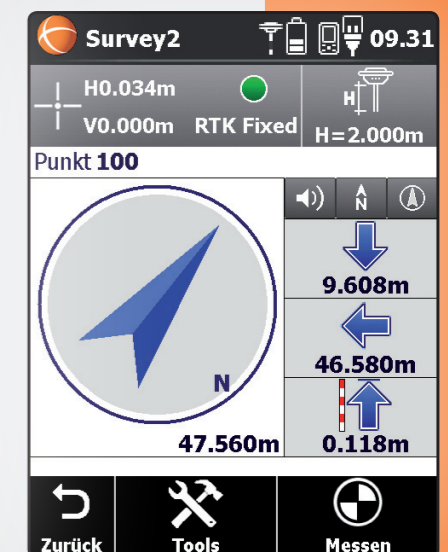 Survey2 09.31
H0.034m
V0.000m RTK Fixed H=2.000m
H
Punkt 100
N
9.608m
46.580m
N
47.560m 0.118m
Zurück Tools Messen